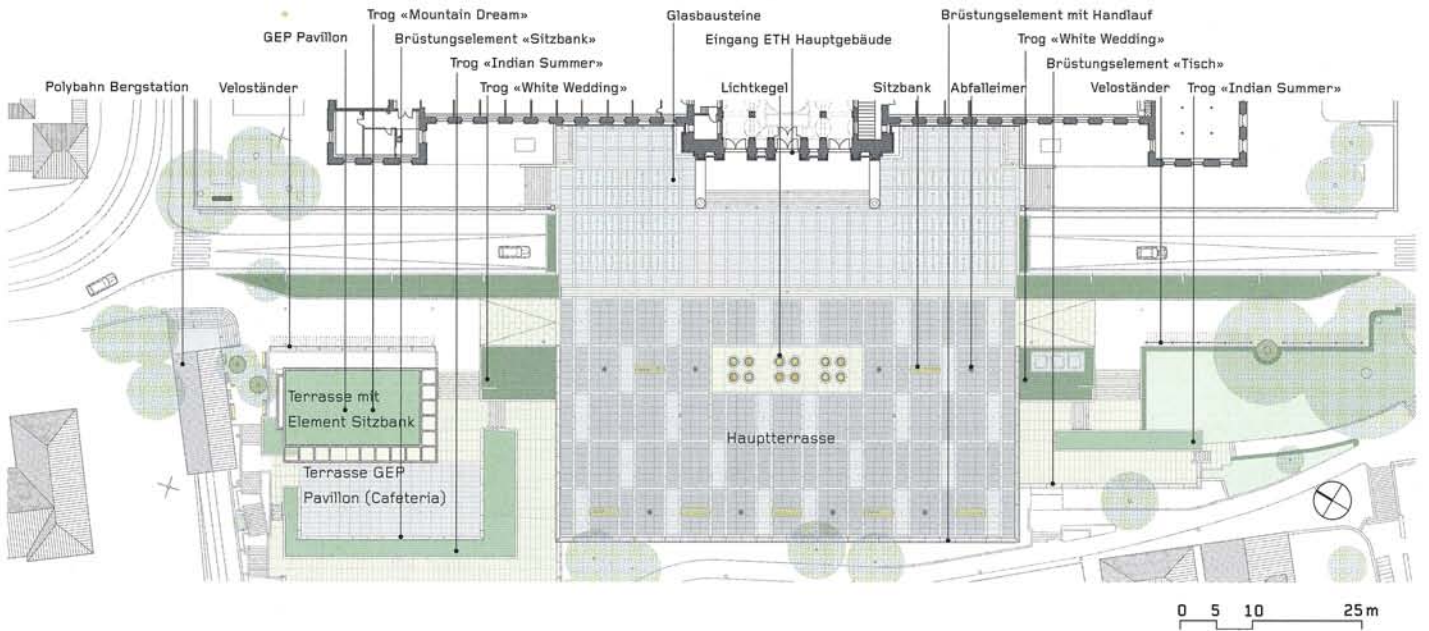 Trog «Mountain Dream»
Glasbausteine
Brüstungselement mit Handlauf
GEP Pavillon
Brüstungselement «Sitzbank»
Eingang ETH Hauptgebäude
Trog «White Wedding»
Trog «Indian Summer»
Brüstungselement «Tisch»
Polybahn Bergstation
Veloständer
Trog «White Wedding»
Lichtkegel
Sitzbank
Abfalleimer
Veloständer
Trog «Indian Summer»
Terrasse mit
Element Sitzbank
Hauptterrasse
Terrasse GEP
Pavillon (Cafeteria)
0 5 10 25 m